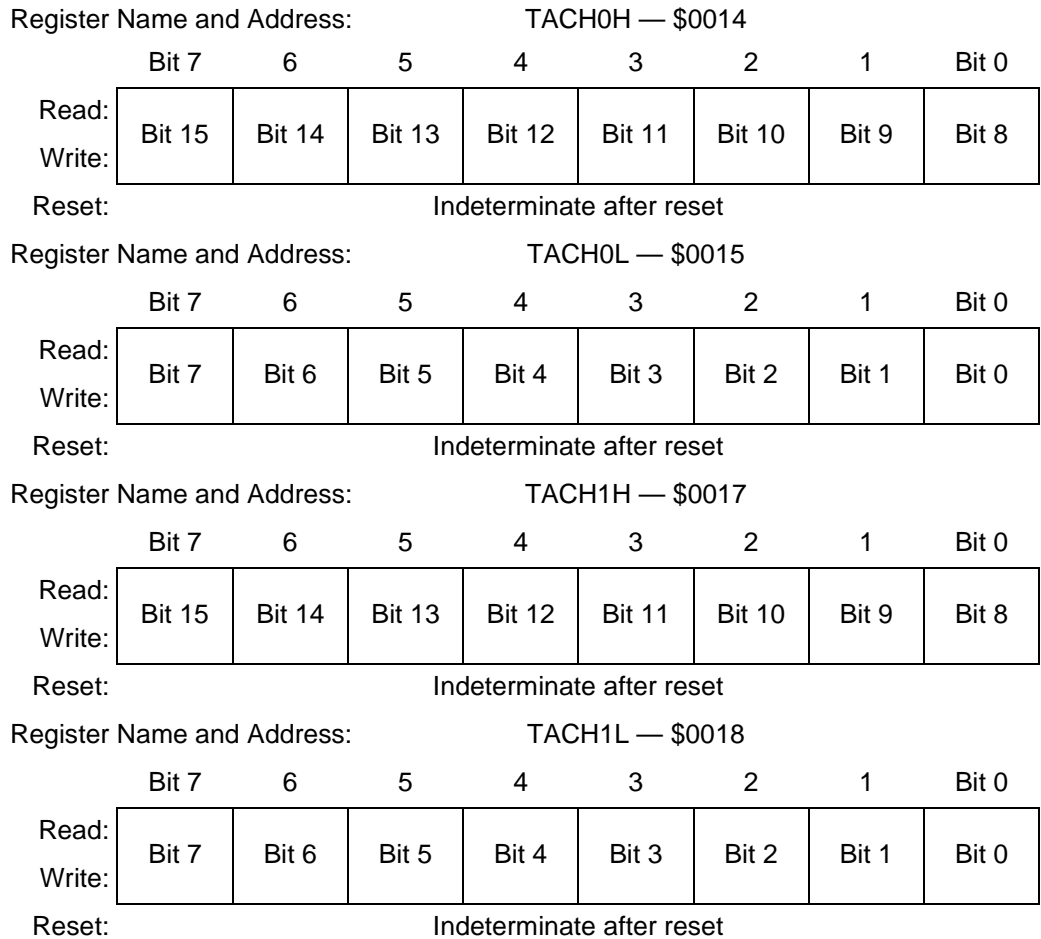 Register Name and Address: TACH0H — $0014
Bit 7 6 5 4 3 2 1 Bit 0
Read:
Bit 15 Bit 14 Bit 13 Bit 12 Bit 11 Bit 10 Bit 9 Bit 8
Write:
Reset: Indeterminate after reset
Register Name and Address: TACH0L — $0015
Bit 7 6 5 4 3 2 1 Bit 0
Read:
Bit 7 Bit 6 Bit 5 Bit 4 Bit 3 Bit 2 Bit 1 Bit 0
Write:
Reset: Indeterminate after reset
Register Name and Address: TACH1H — $0017
Bit 7 6 5 4 3 2 1 Bit 0
Read:
Bit 15 Bit 14 Bit 13 Bit 12 Bit 11 Bit 10 Bit 9 Bit 8
Write:
Reset: Indeterminate after reset
Register Name and Address: TACH1L — $0018
Bit 7 6 5 4 3 2 1 Bit 0
Read:
Bit 7 Bit 6 Bit 5 Bit 4 Bit 3 Bit 2 Bit 1 Bit 0
Write:
Reset: Indeterminate after reset